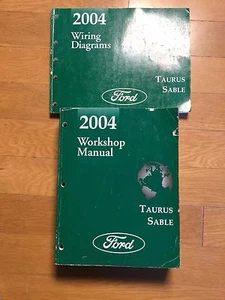 2004
Wiring
Diagrams
TAURUS
SABLE
Ford
2004
Workshop
Manual
TAURUS
SABLE
Ford